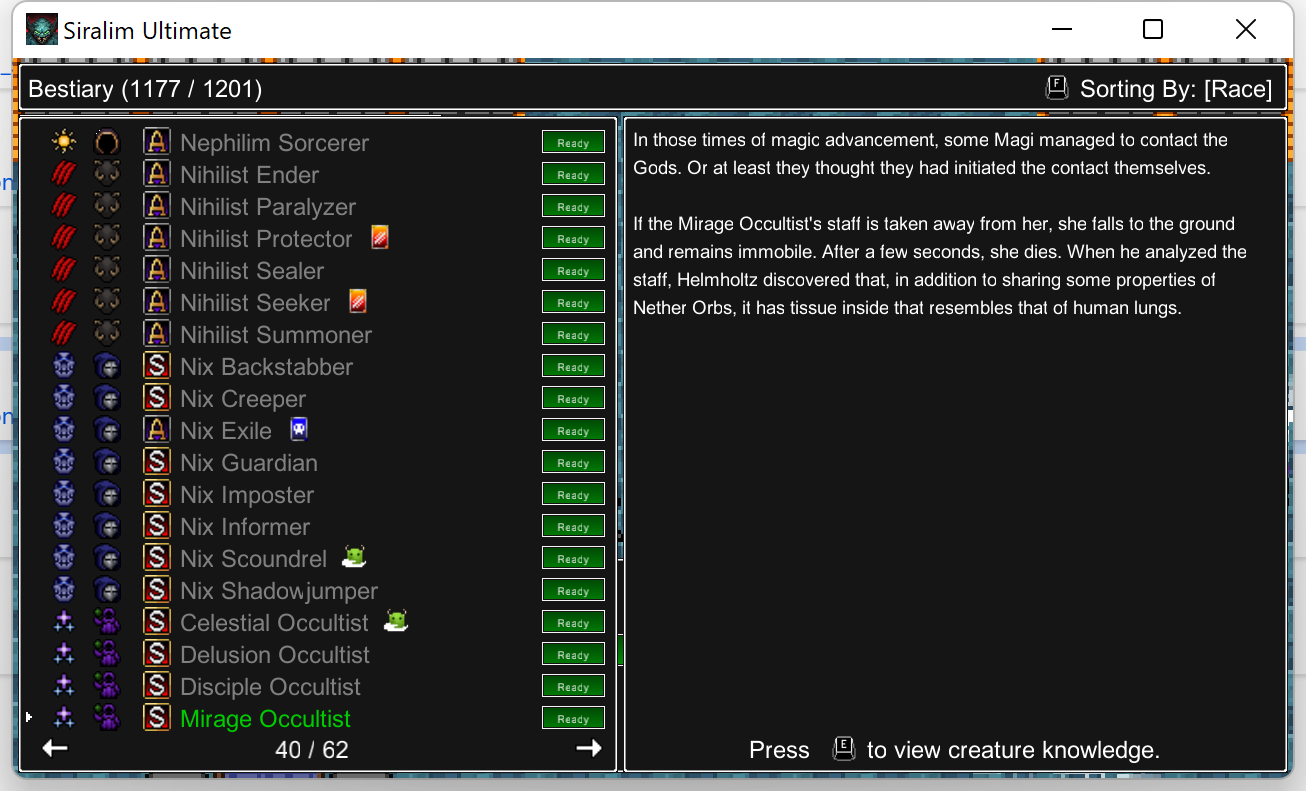 Siralim Ultimate
Bestiary (1177 / 1201)
F Sorting By: [Race]
A Nephilim Sorcerer Ready
A Nihilist Ender Ready
A Nihilist Paralyzer Ready
A Nihilist Protector Ready
A Nihilist Sealer Ready
A Nihilist Seeker Ready
A Nihilist Summoner Ready
S Nix Backstabber Ready
S Nix Creeper Ready
A Nix Exile Ready
S Nix Guardian Ready
S Nix Imposter Ready
S Nix Informer Ready
S Nix Scoundrel Ready
S Nix Shadowjumper Ready
S Celestial Occultist Ready
S Delusion Occultist Ready
S Disciple Occultist Ready
S Mirage Occultist Ready
40 / 62
In those times of magic advancement, some Magi managed to contact the
Gods. Or at least they thought they had initiated the contact themselves.
If the Mirage Occultist's staff is taken away from her, she falls to the ground
and remains immobile. After a few seconds, she dies. When he analyzed the
staff, Helmholtz discovered that, in addition to sharing some properties of
Nether Orbs, it has tissue inside that resembles that of human lungs.
Press E to view creature knowledge.